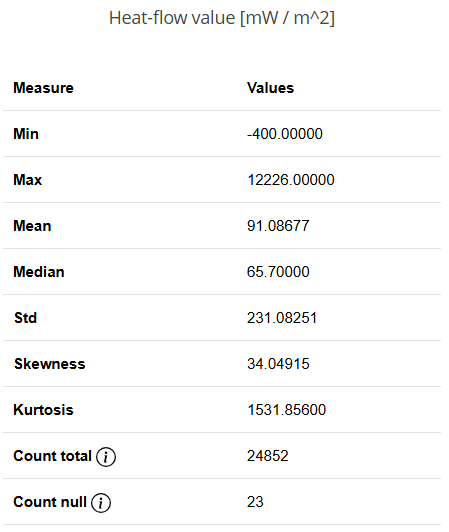 Heat-flow value [mW / m^2]
Measure Values
Min -400.00000
Max 12226.00000
Mean 91.08677
Median 65.70000
Std 231.08251
Skewness 34.04915
Kurtosis 1531.85600
Count total i 24852
Count null i 23